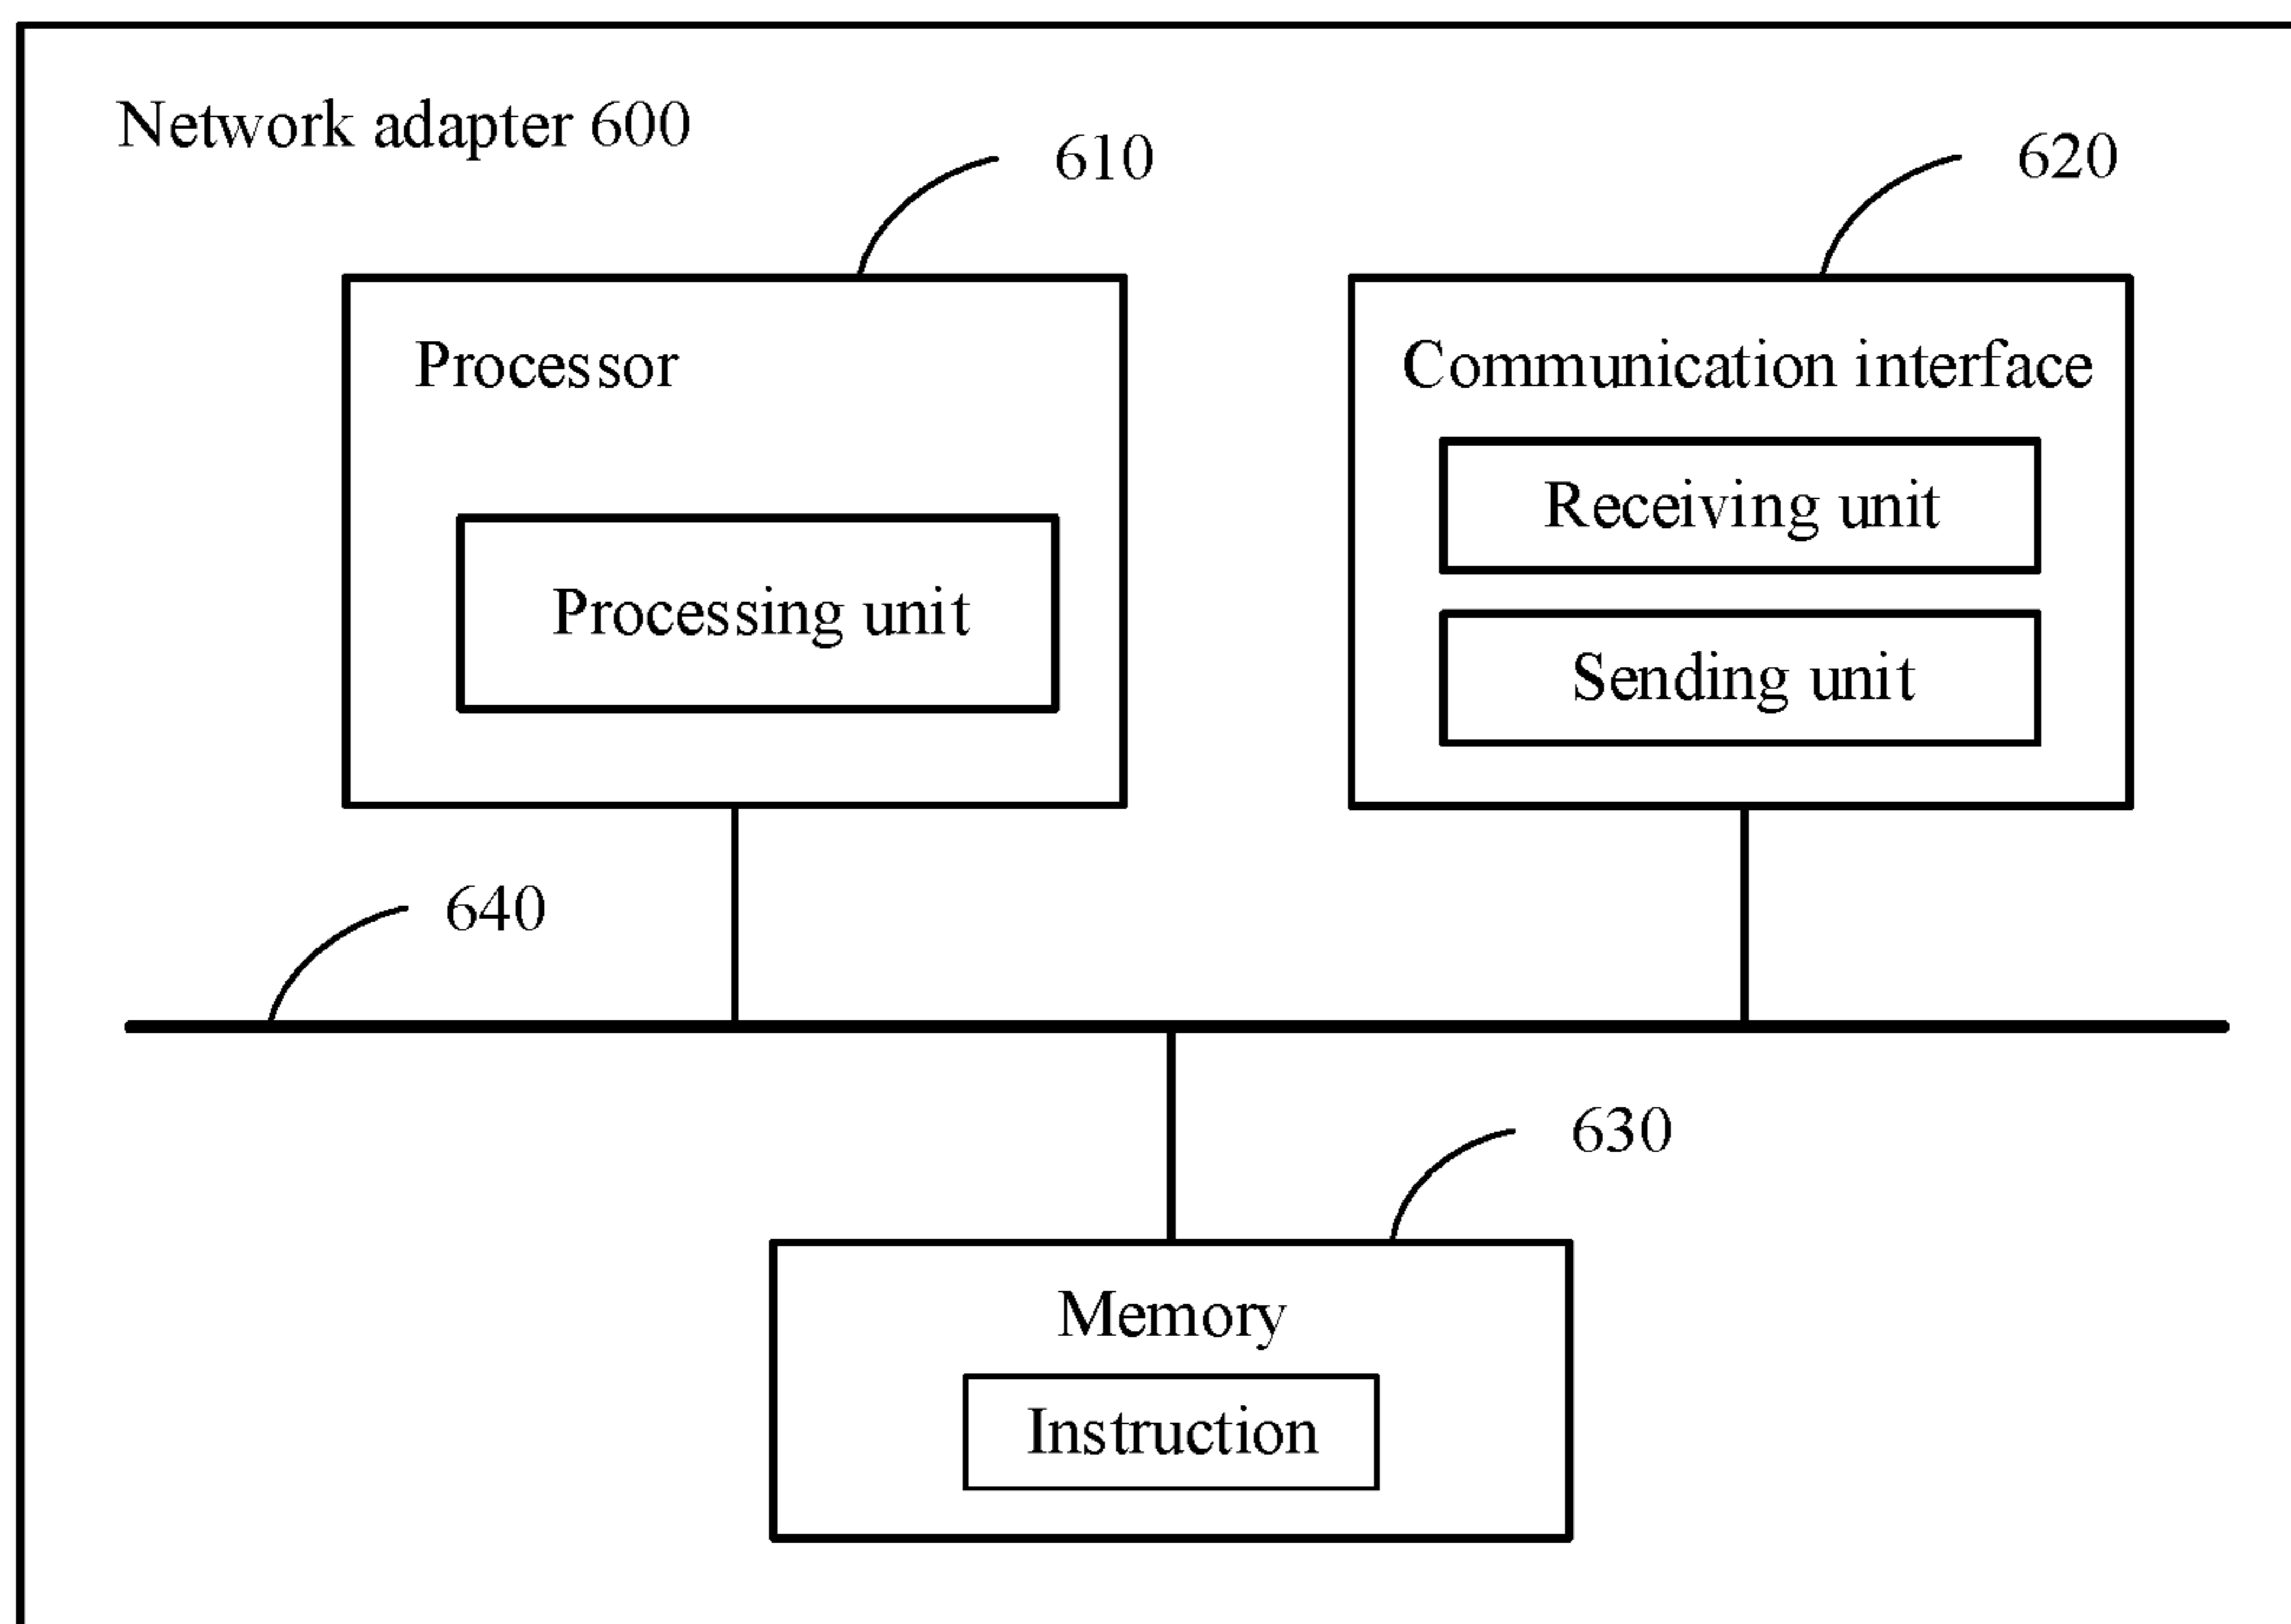 Network adapter 600
610
620
Processor
Processing unit
Communication interface
Receiving unit
Sending unit
640
630
Memory
Instruction